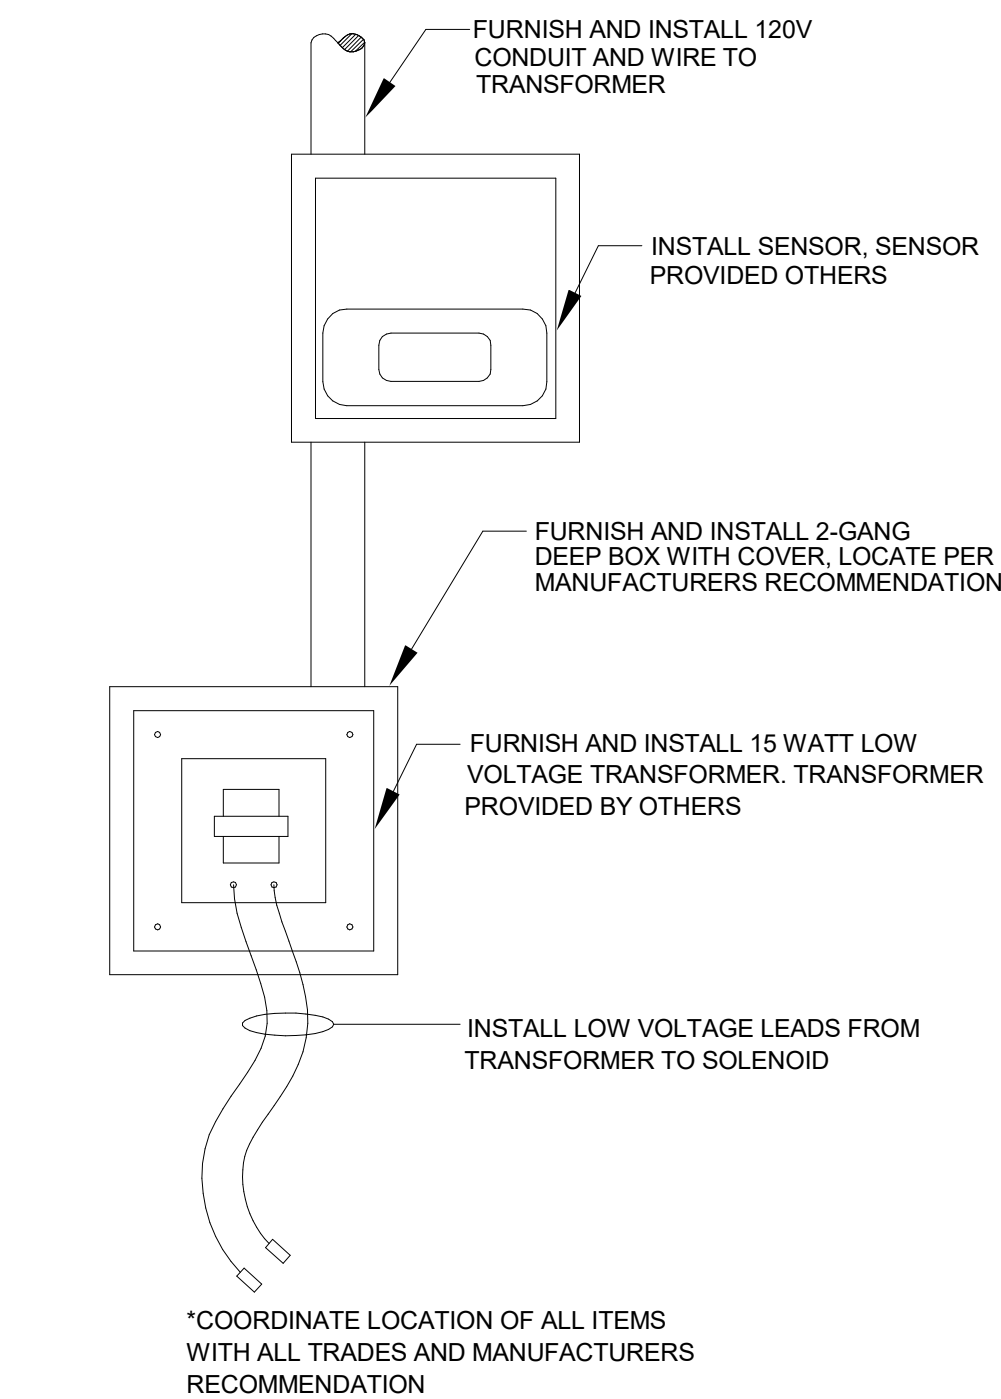 FURNISH AND INSTALL 120V
CONDUIT AND WIRE TO
TRANSFORMER
INSTALL SENSOR, SENSOR
PROVIDED OTHERS
FURNISH AND INSTALL 2-GANG
DEEP BOX WITH COVER, LOCATE PER
MANUFACTURERS RECOMMENDATION
FURNISH AND INSTALL 15 WATT LOW
VOLTAGE TRANSFORMER. TRANSFORMER
PROVIDED BY OTHERS
INSTALL LOW VOLTAGE LEADS FROM
TRANSFORMER TO SOLENOID
*COORDINATE LOCATION OF ALL ITEMS
WITH ALL TRADES AND MANUFACTURERS
RECOMMENDATION